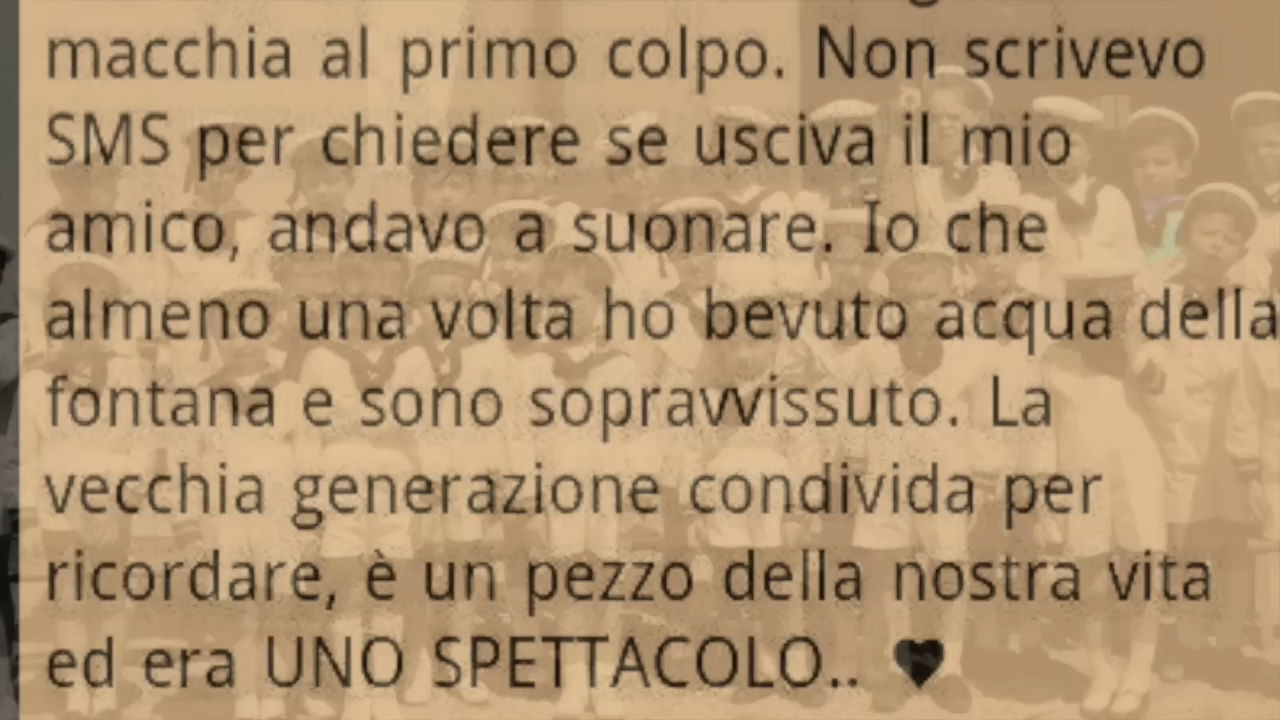 macchia al primo colpo. Non scrivevo
SMS per chiedere se usciva il mio
amico, andavo a suonare. Io che
almeno una volta ho bevuto acqua della
fontana e sono sopravvissuto. La
vecchia generazione condivida per
ricordare, è un pezzo della nostra vita
ed era UNO SPETTACOLO.. ♥